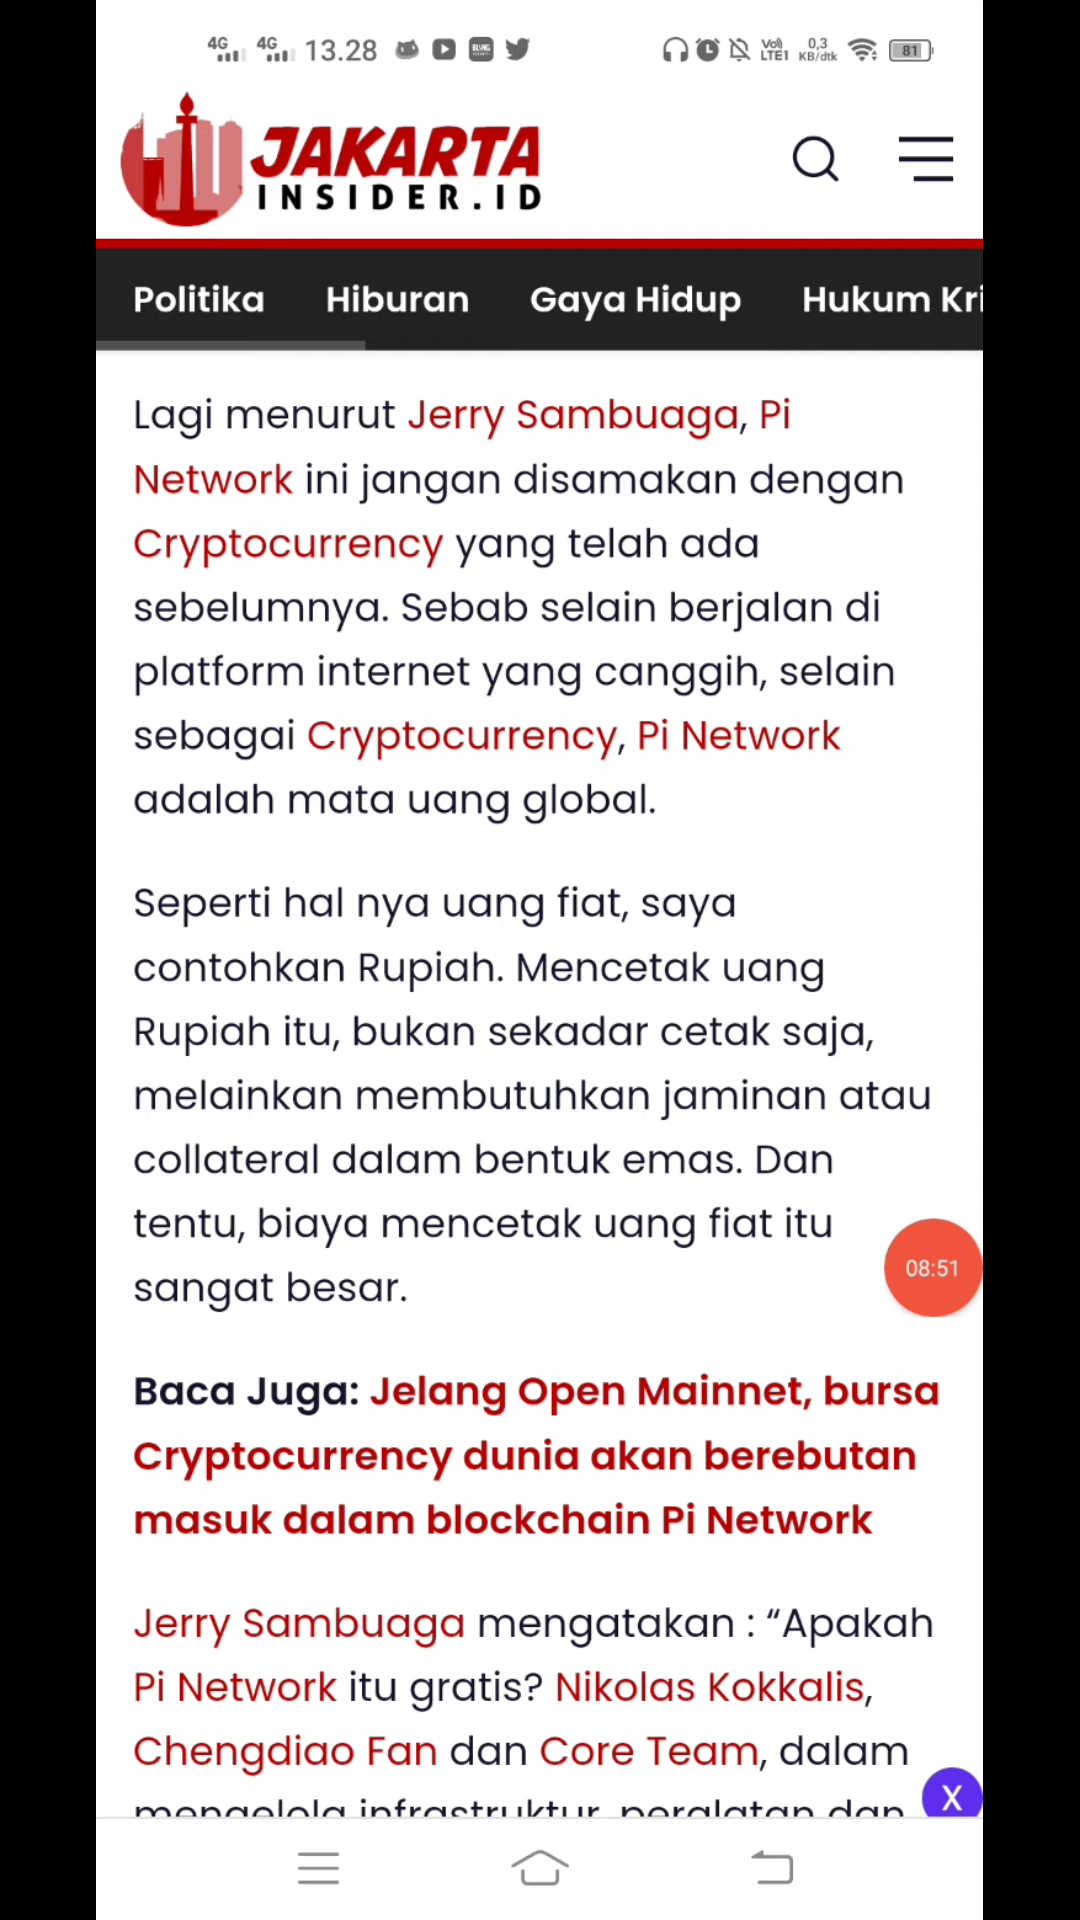 4G 4G 13.28 Vo) LTE1 0,3 KB/dtk 81
JAKARTA
INSIDER.ID
Politika Hiburan Gaya Hidup Hukum Kri
Lagi menurut Jerry Sambuaga, Pi
Network ini jangan disamakan dengan
Cryptocurrency yang telah ada
sebelumnya. Sebab selain berjalan di
platform internet yang canggih, selain
sebagai Cryptocurrency, Pi Network
adalah mata uang global.
Seperti hal nya uang fiat, saya
contohkan Rupiah. Mencetak uang
Rupiah itu, bukan sekadar cetak saja,
melainkan membutuhkan jaminan atau
collateral dalam bentuk emas. Dan
tentu, biaya mencetak uang fiat itu
sangat besar.
08:51
Baca Juga: Jelang Open Mainnet, bursa
Cryptocurrency dunia akan berebutan
masuk dalam blockchain Pi Network
Jerry Sambuaga mengatakan : “Apakah
Pi Network itu gratis? Nikolas Kokkalis,
Chengdiao Fan dan Core Team, dalam
mengelola infrastruktur, peralatan dan
X